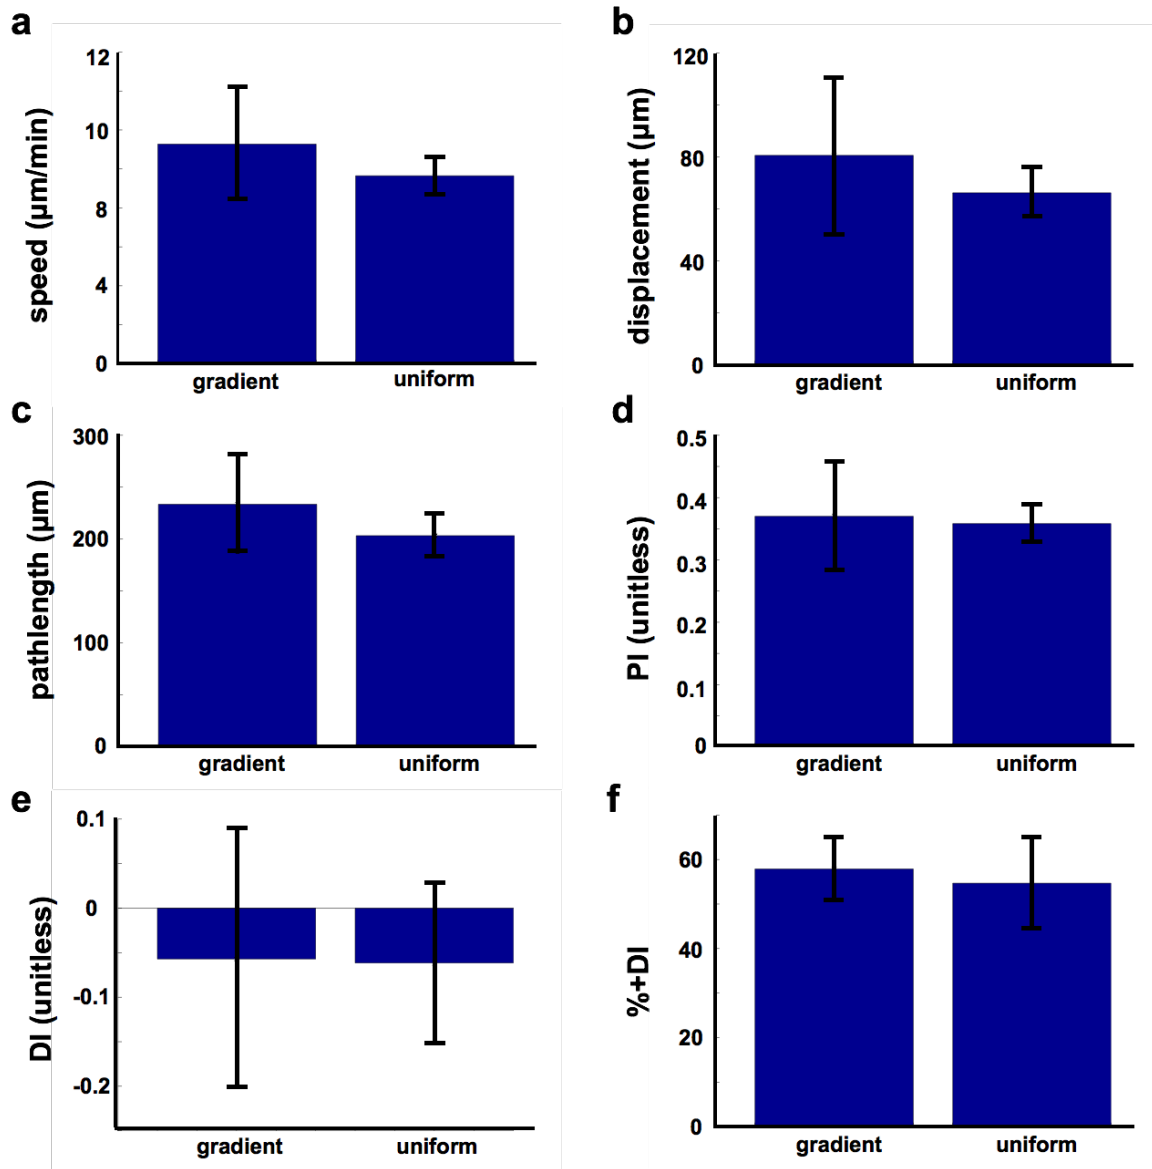 a
12
10
8
4
0
speed (μm/min)
gradient
uniform
b
120
80
40
0
displacement (μm)
gradient
uniform
c
300
200
100
0
pathlength (μm)
gradient
uniform
d
0.5
0.4
0.3
0.2
0.1
0
PI (unitless)
gradient
uniform
e
0.1
0
-0.1
-0.2
DI (unitless)
gradient
uniform
f
60
40
20
0
%+DI
gradient
uniform